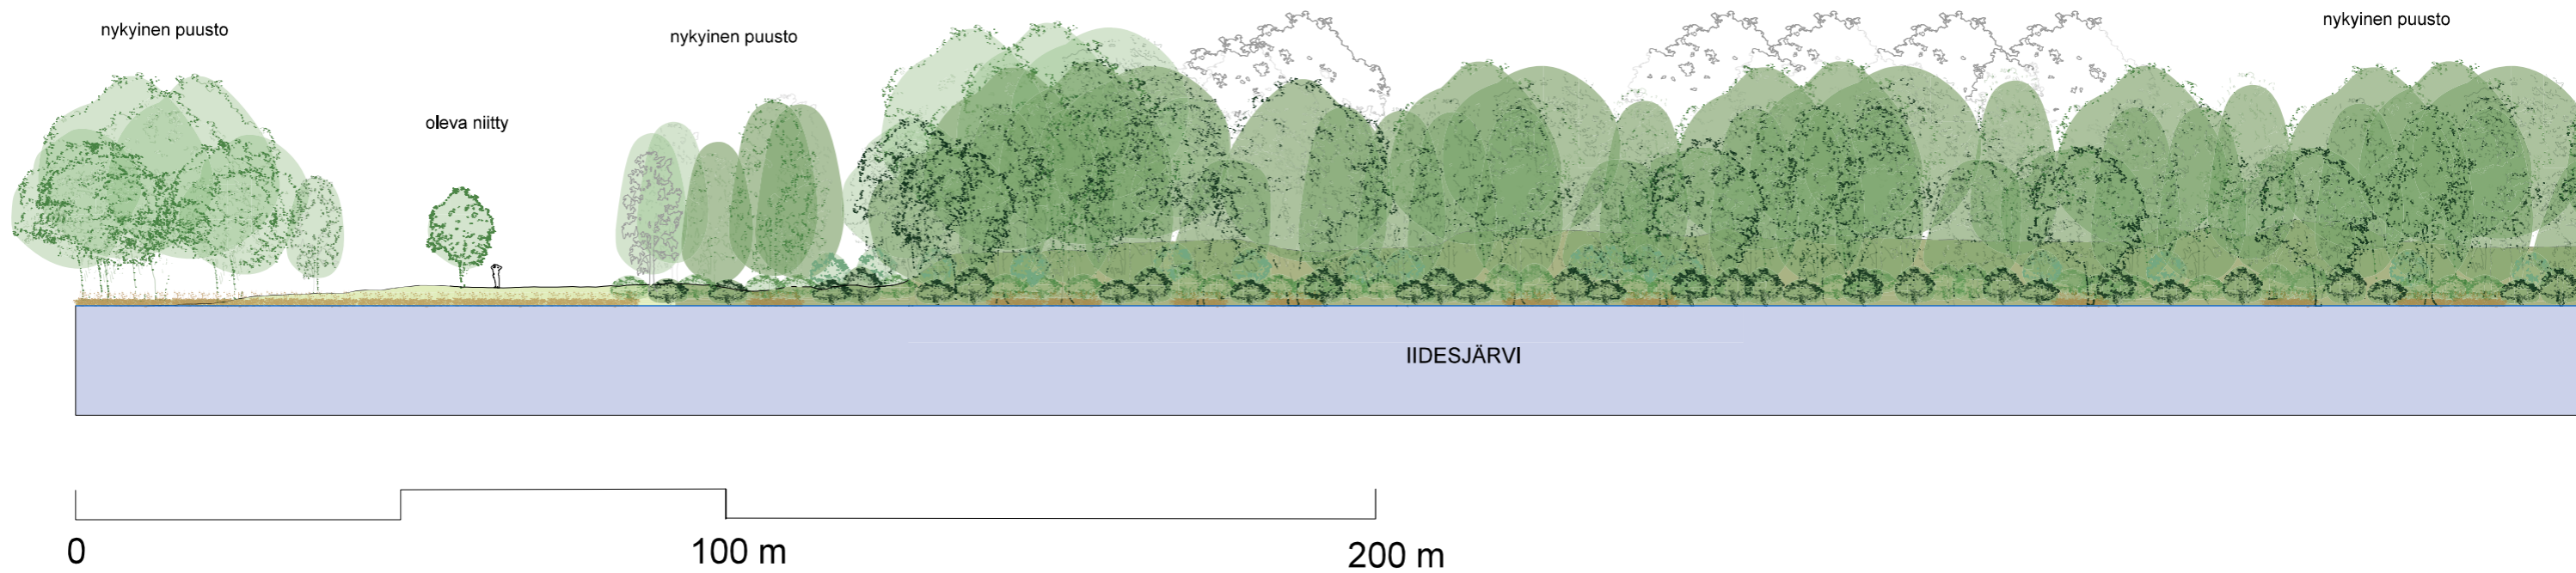 nykyinen puusto
nykyinen puusto
nykyinen puusto
oleva niitty
IIDESJÄRVI
0
100 m
200 m